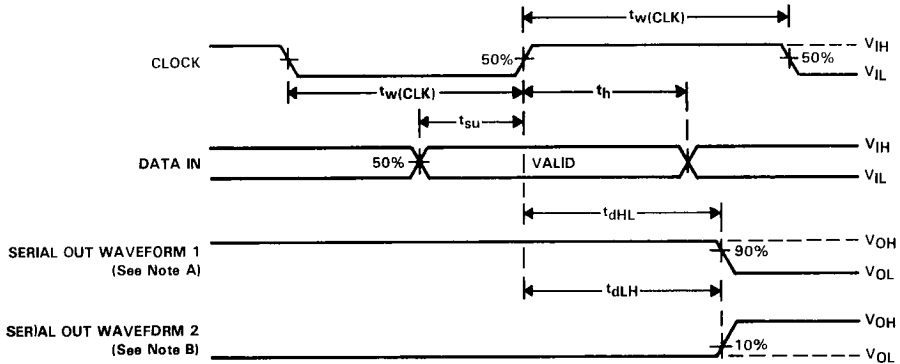 tw(CLK)
VIH
CLOCK
50%
50%
VIL
tw(CLK)
th
tsu
VIH
DATA IN
50%
VALID
VIL
tdHL
VOH
SERIAL OUT WAVEFORM 1
(See Note A)
90%
VOL
tdLH
VOH
SERIAL OUT WAVEFDRM 2
(See Note B)
10%
VOL